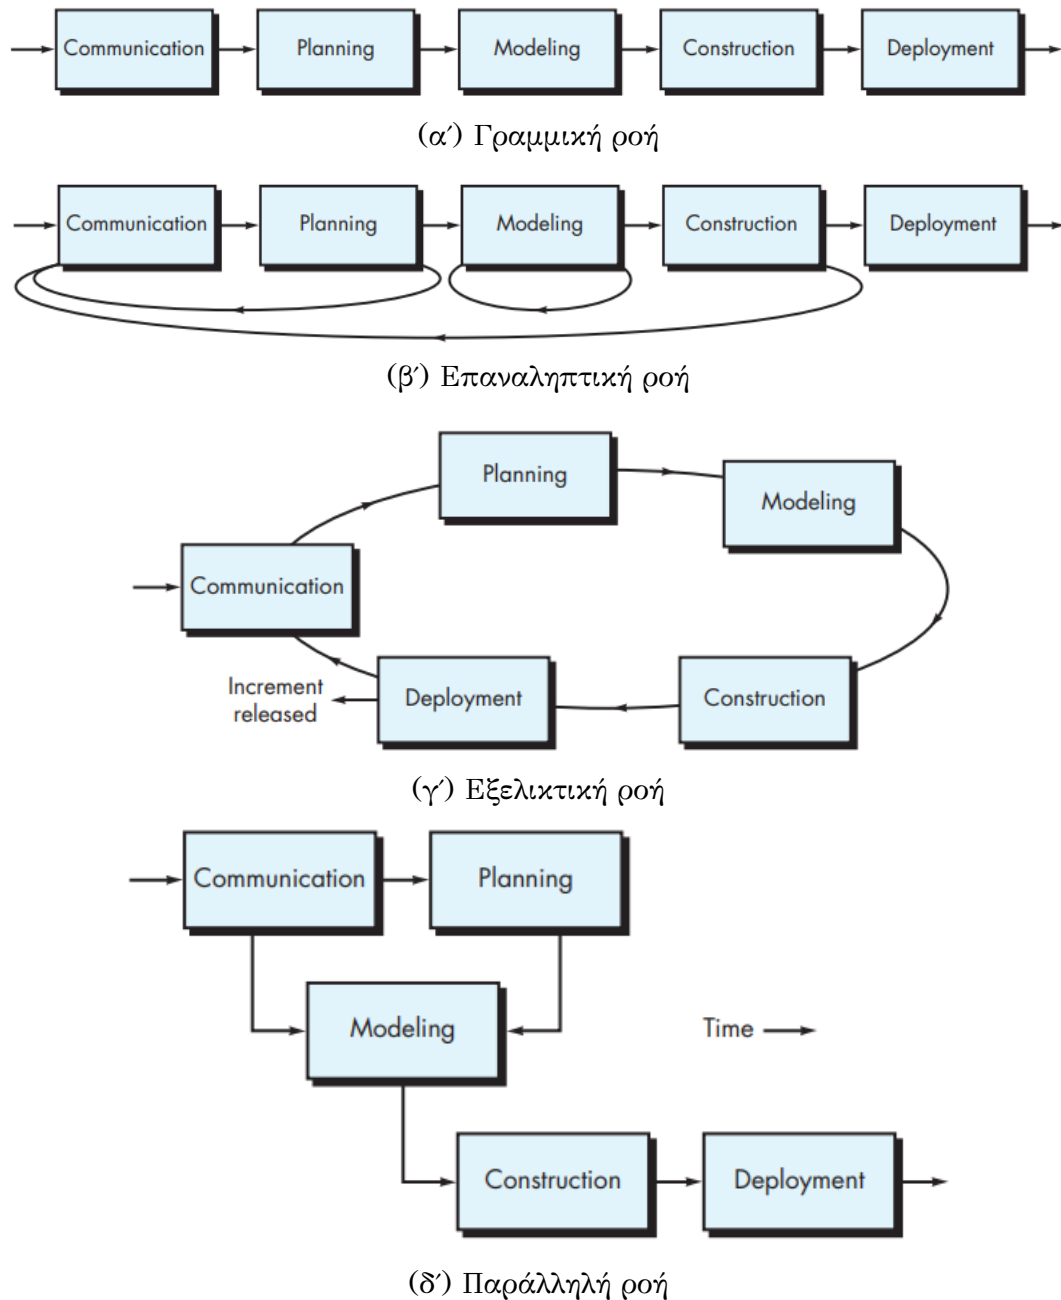 Communication Planning Modeling Construction Deployment
(α΄) Γραμμική ροή
Communication Planning Modeling Construction Deployment
(β΄) Επαναληπτική ροή
Planning
Modeling
Communication
Increment
released
Deployment
Construction
(γ΄) Εξελικτική ροή
Communication Planning
Modeling
Time
Construction Deployment
(δ΄) Παράλληλή ροή